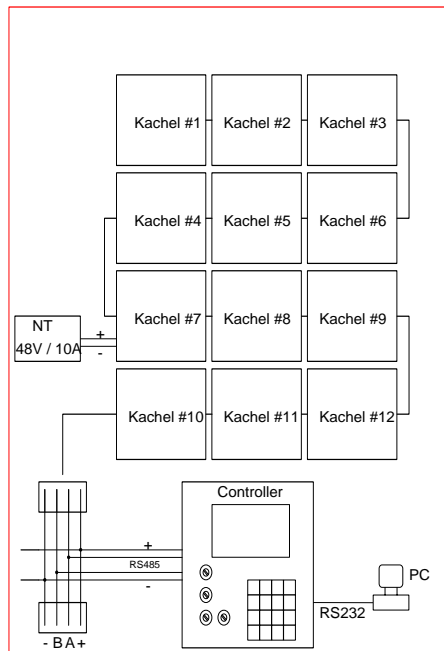 Kachel #1 Kachel #2 Kachel #3
Kachel #4 Kachel #5 Kachel #6
Kachel #7 Kachel #8 Kachel #9
NT
48V / 10A
+
-
Kachel #10 Kachel #11 Kachel #12
Controller
+
RS485
-
PC
RS232
- B A +